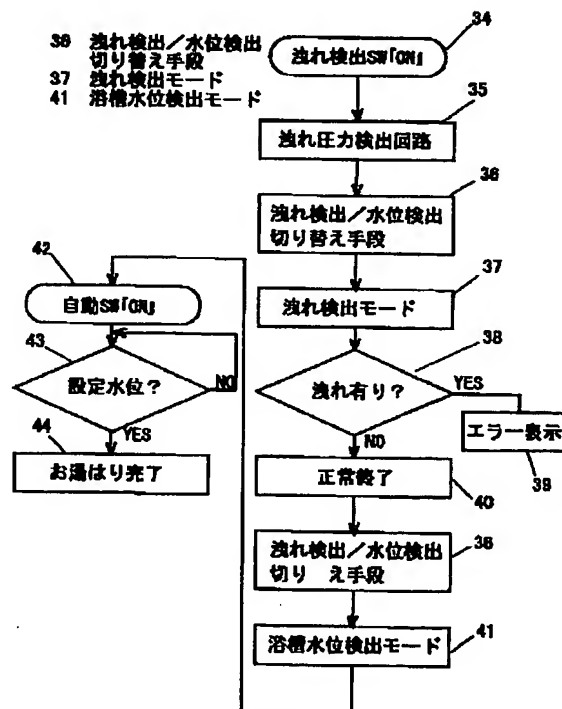 36 洩れ検出／水位検出
切り替え手段
37 洩れ検出モード
41 浴槽水位検出モード
34
洩れ検出SW「ON」
35
洩れ圧力検出回路
36
洩れ検出／水位検出
切り替え手段
37
洩れ検出モード
38
洩れ有り？
YES
エラー表示
39
NO
正常終了
40
洩れ検出／水位検出
切り え手段
36
浴槽水位検出モード
41
42
自動SW「ON」
43
設定水位？
NO
YES
44
お湯はり完了